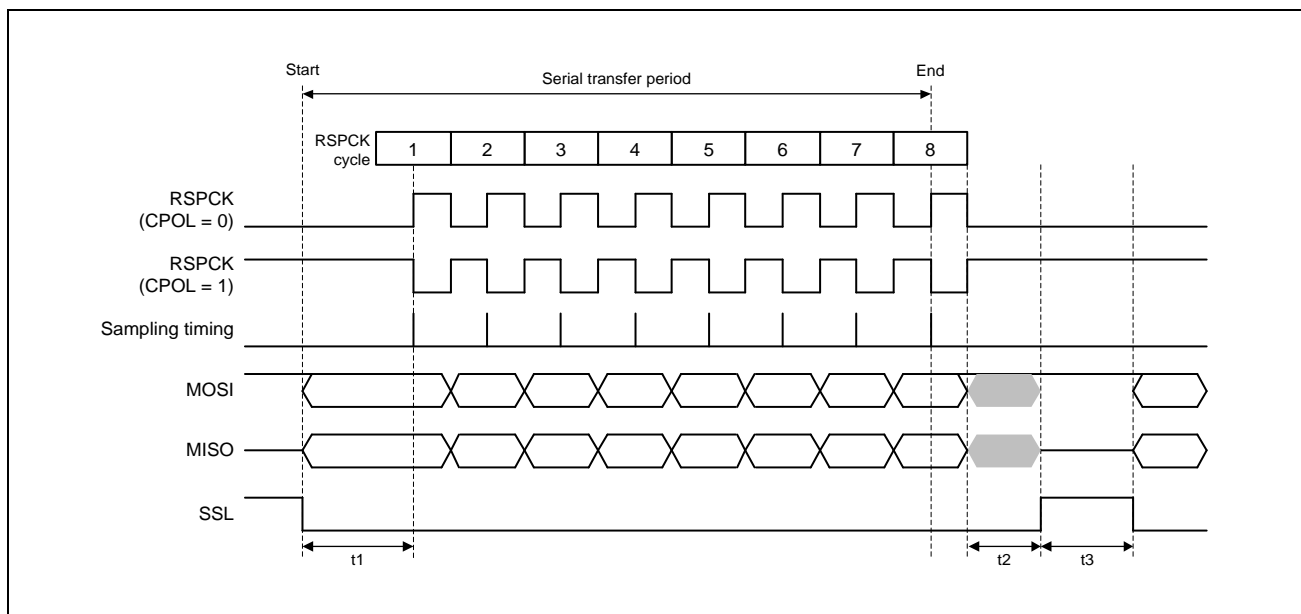 Start
End
Serial transfer period
RSPCK
cycle
1 2 3 4 5 6 7 8
RSPCK
(CPOL = 0)
RSPCK
(CPOL = 1)
Sampling timing
MOSI
MISO
SSL
t1
t2
t3